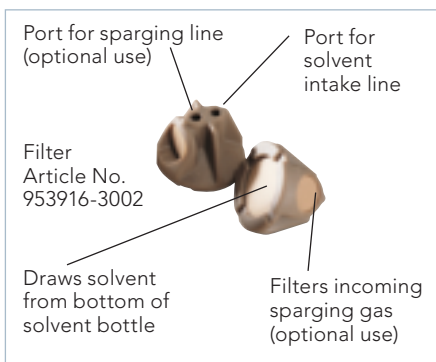 Port for sparging line
(optional use)
Port for
solvent
intake line
Filter
Article No.
953916-3002
Draws solvent
from bottom of
solvent bottle
Filters incoming
sparging gas
(optional use)